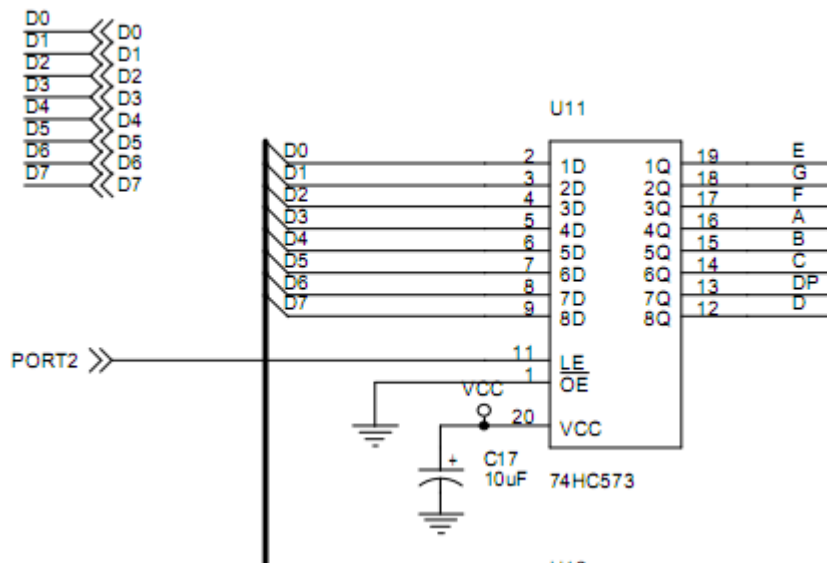 D0
D0
D1
D1
D2
D2
D3
D3
D4
D4
D5
D5
D6
D6
D7
D7
U11
D0 2 1D 1Q 19 E
D1 3 2D 2Q 18 G
D2 4 3D 3Q 17 F
D3 5 4D 4Q 16 A
D4 6 5D 5Q 15 B
D5 7 6D 6Q 14 C
D6 8 7D 7Q 13 DP
D7 9 8D 8Q 12 D
PORT2 11 LE
1 OE
VCC
20 VCC
+ C17
10uF 74HC573